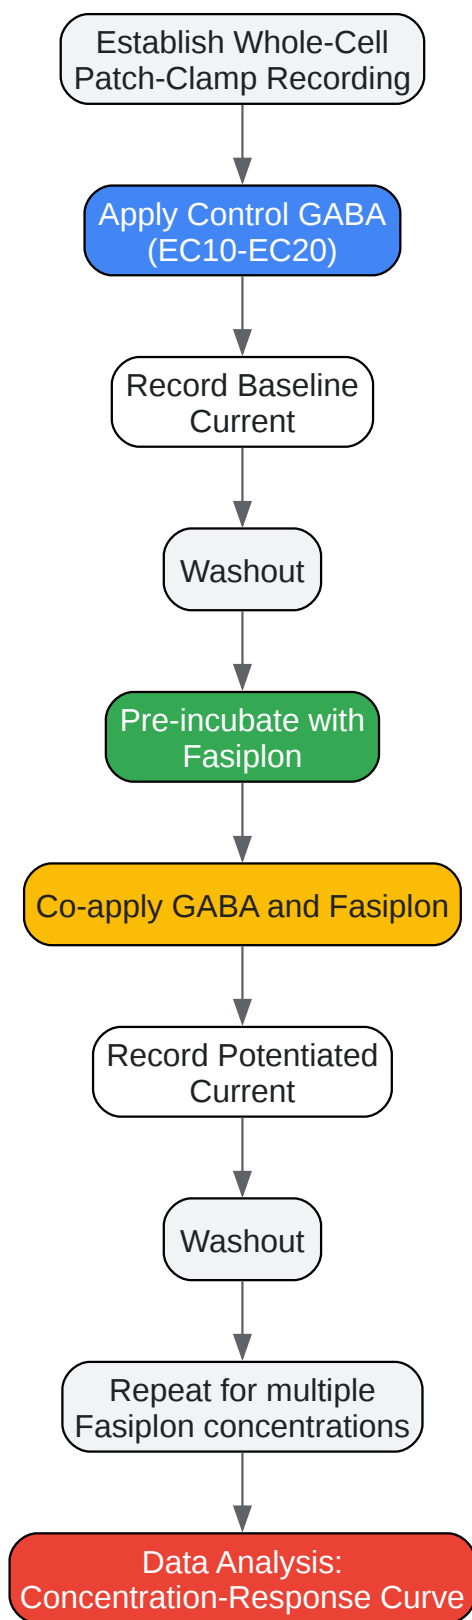 Establish Whole-Cell
Patch-Clamp Recording
Apply Control GABA
(EC10-EC20)
Record Baseline
Current
Washout
Pre-incubate with
Fasiplon
Co-apply GABA and Fasiplon
Record Potentiated
Current
Washout
Repeat for multiple
Fasiplon concentrations
Data Analysis:
Concentration-Response Curve